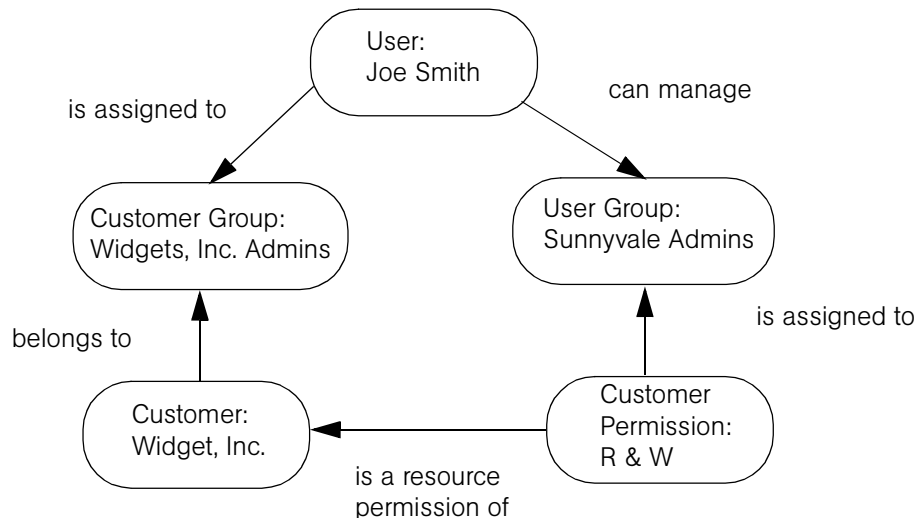 User:
Joe Smith
is assigned to
can manage
Customer Group:
Widgets, Inc. Admins
User Group:
Sunnyvale Admins
belongs to
is assigned to
Customer:
Widget, Inc.
Customer
Permission:
R & W
is a resource
permission of